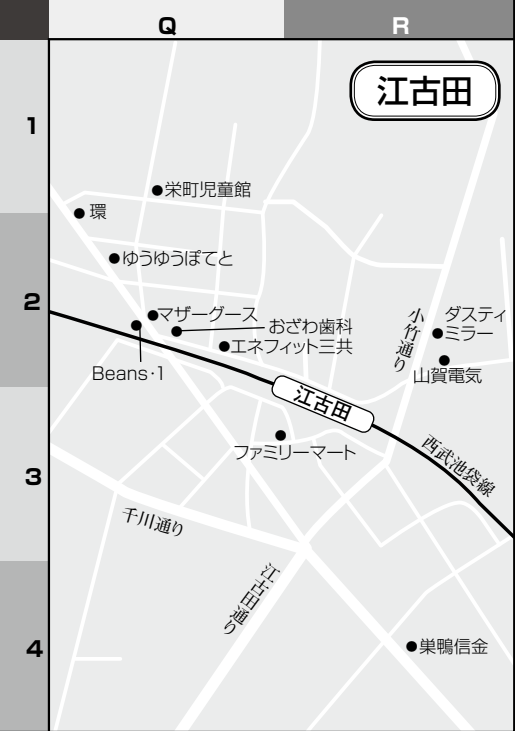 Q
R
江古田
1
栄町児童館
環
ゆうゆうぽてと
2
マザーグース
おざわ歯科
エネフィット三共
Beans・1
小竹通り
ダスティ
ミラー
山賀電気
江古田
ファミリーマート
西武池袋線
3
千川通り
江古田通り
4
巣鴨信金